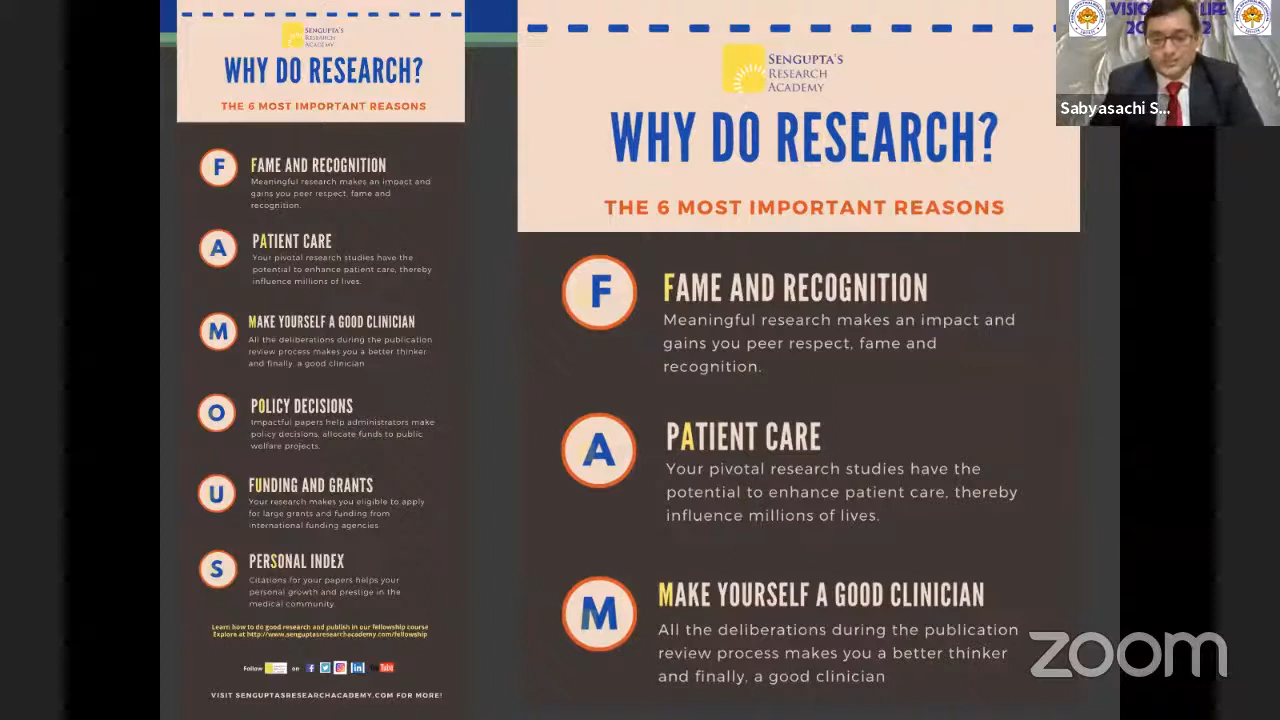 SENGUPTA'S
RESEARCH
ACADEMY
WHY DO RESEARCH?
THE 6 MOST IMPORTANT REASONS
F
FAME AND RECOGNITION
Meaningful research makes an impact and
gains you peer respect, fame and
recognition.
A
PATIENT CARE
Your pivotal research studies have the
potential to enhance patient care, thereby
influence millions of lives.
M
MAKE YOURSELF A GOOD CLINICIAN
All the deliberations during the publication
review process makes you a better thinker
and finally, a good clinician
O
POLICY DECISIONS
Impactful papers help administrators make
policy decisions, allocate funds to public
welfare projects.
U
FUNDING AND GRANTS
Your research makes you eligible to apply
for large grants and funding from
international funding agencies
S
PERSONAL INDEX
Citations for your papers helps your
personal growth and prestige in the
medical community
Learn how to do good research and publish in our fellowship course
Explore at http://www.senguptasresearchacademy.com/fellowship
Follow on
You Tube
VISIT SENGUPTASRESEARCHACADEMY.COM FOR MORE!
SENGUPTA'S
RESEARCH
ACADEMY
WHY DO RESEARCH?
THE 6 MOST IMPORTANT REASONS
F
FAME AND RECOGNITION
Meaningful research makes an impact and
gains you peer respect, fame and
recognition.
A
PATIENT CARE
Your pivotal research studies have the
potential to enhance patient care, thereby
influence millions of lives.
M
MAKE YOURSELF A GOOD CLINICIAN
All the deliberations during the publication
review process makes you a better thinker
and finally, a good clinician
Sabyasachi S...
zoom